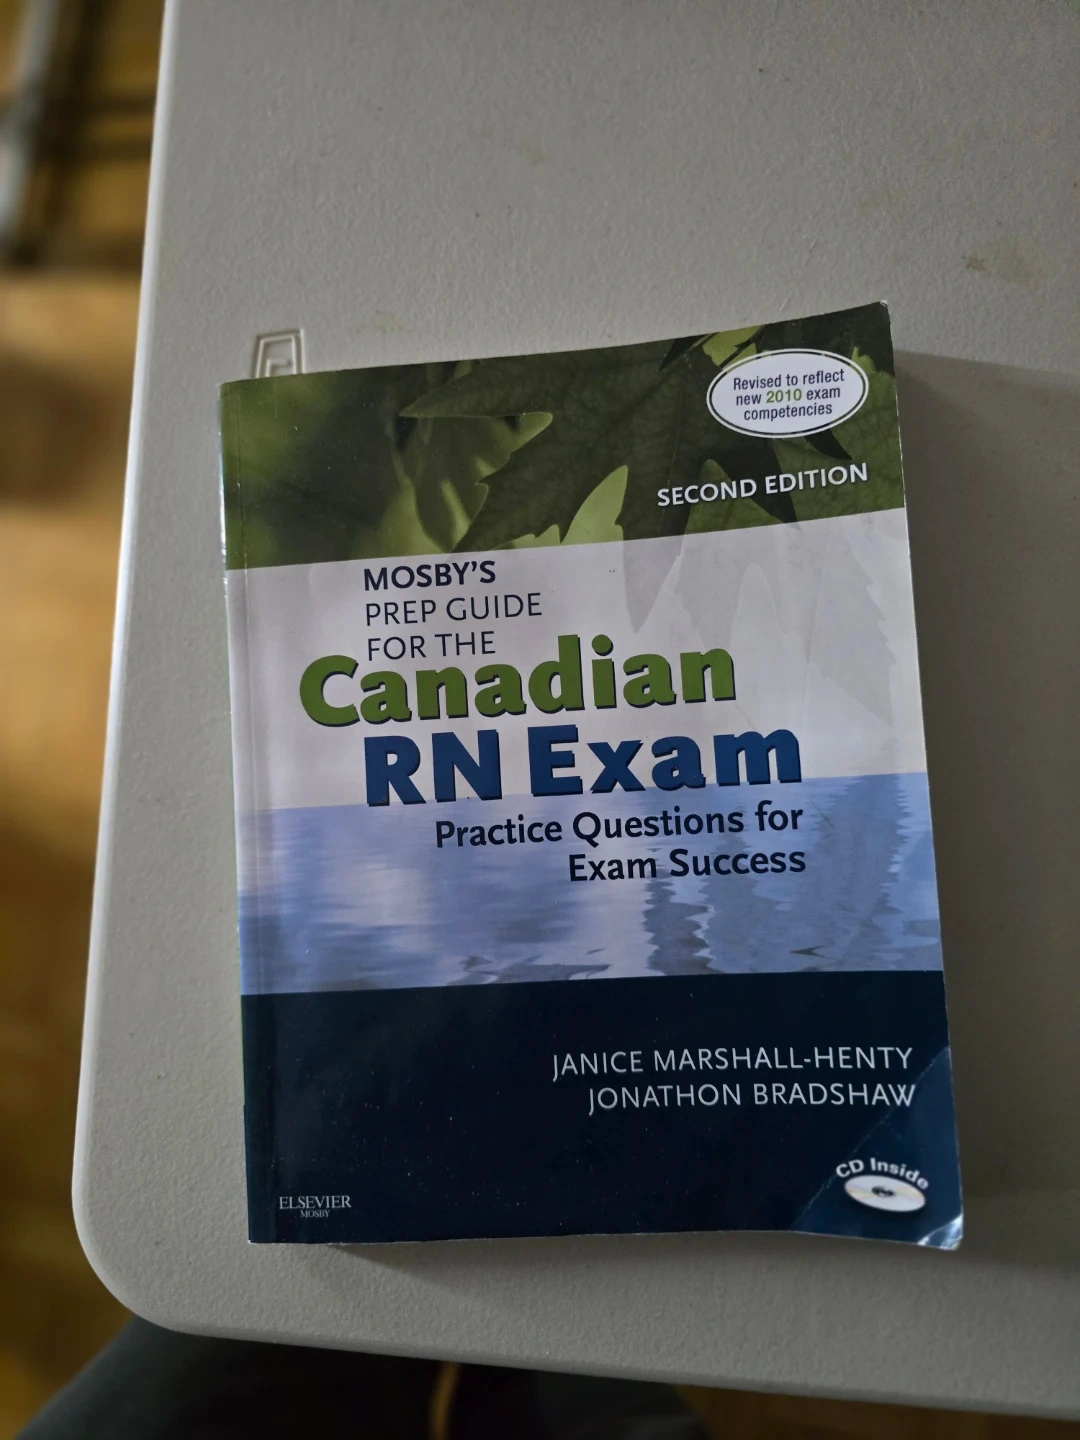 Revised to reflect
new 2010 exam
competencies
SECOND EDITION
MOSBY'S
PREP GUIDE
FOR THE
Canadian
RN Exam
Practice Questions for
Exam Success
JANICE MARSHALL-HENTY
JONATHON BRADSHAW
CD Inside
ELSEVIER
MOSBY